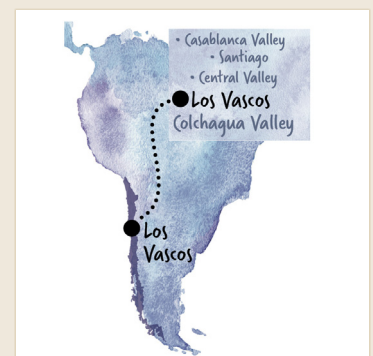 • Casablanca Valley
• Santiago
• Central Valley
Los Vascos
Colchagua Valley
Los
Vascos